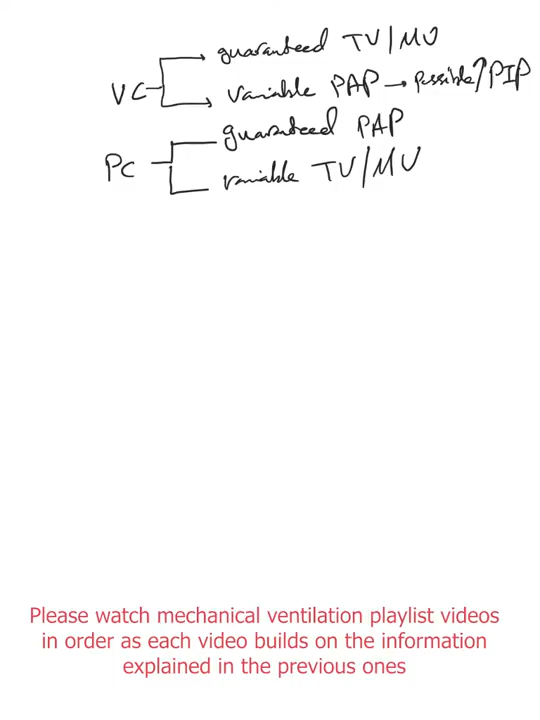 VC guaranteed TV/MV
variable PAP → possible ↑ PIP
PC guaranteed PAP
variable TV/MV
Please watch mechanical ventilation playlist videos
in order as each video builds on the information
explained in the previous ones